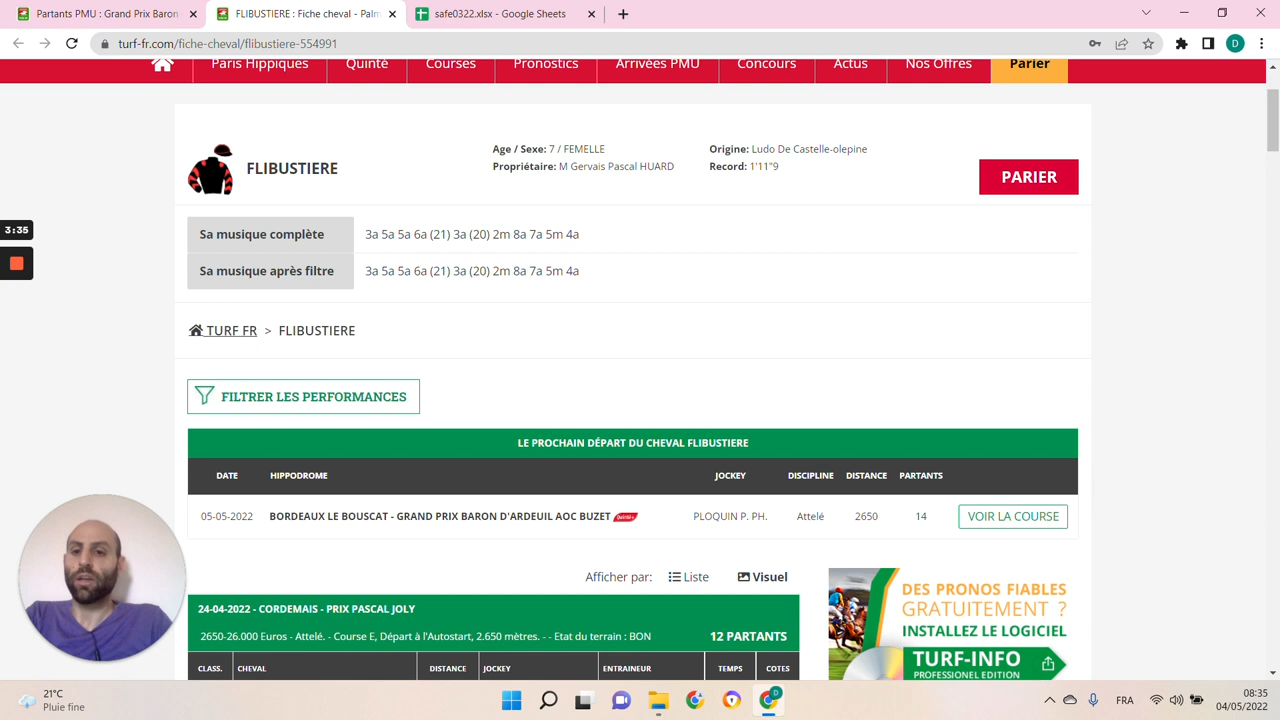 Partants PMU : Grand Prix Baron
FLIBUSTIERE : Fiche cheval - Palm
safe0322.xlsx - Google Sheets
turf-fr.com/fiche-cheval/flibustiere-554991
D
Paris Hippiques Quinté Courses Pronostics Arrivées PMU Concours Actus Nos Offres Parier
FLIBUSTIERE
Age / Sexe: 7 / FEMELLE
Propriétaire: M Gervais Pascal HUARD
Origine: Ludo De Castelle-olepine
Record: 1'11"9
PARIER
3:35
Sa musique complète 3a 5a 5a 6a (21) 3a (20) 2m 8a 7a 5m 4a
Sa musique après filtre 3a 5a 5a 6a (21) 3a (20) 2m 8a 7a 5m 4a
TURF FR > FLIBUSTIERE
FILTRER LES PERFORMANCES
LE PROCHAIN DÉPART DU CHEVAL FLIBUSTIERE
DATE HIPPODROME JOCKEY DISCIPLINE DISTANCE PARTANTS
05-05-2022 BORDEAUX LE BOUSCAT - GRAND PRIX BARON D'ARDEUIL AOC BUZET PLOQUIN P. PH. Attelé 2650 14 VOIR LA COURSE
Afficher par: Liste Visuel
24-04-2022 - CORDEMAIS - PRIX PASCAL JOLY
2650-26.000 Euros - Attelé. - Course E, Départ à l'Autostart, 2.650 mètres. - - Etat du terrain : BON 12 PARTANTS
CLASS. CHEVAL DISTANCE JOCKEY ENTRAINEUR TEMPS COTES
DES PRONOS FIABLES
GRATUITEMENT ?
INSTALLEZ LE LOGICIEL
TURF-INFO
PROFESSIONEL EDITION
21°C
Pluie fine
D
FRA
08:35
04/05/2022